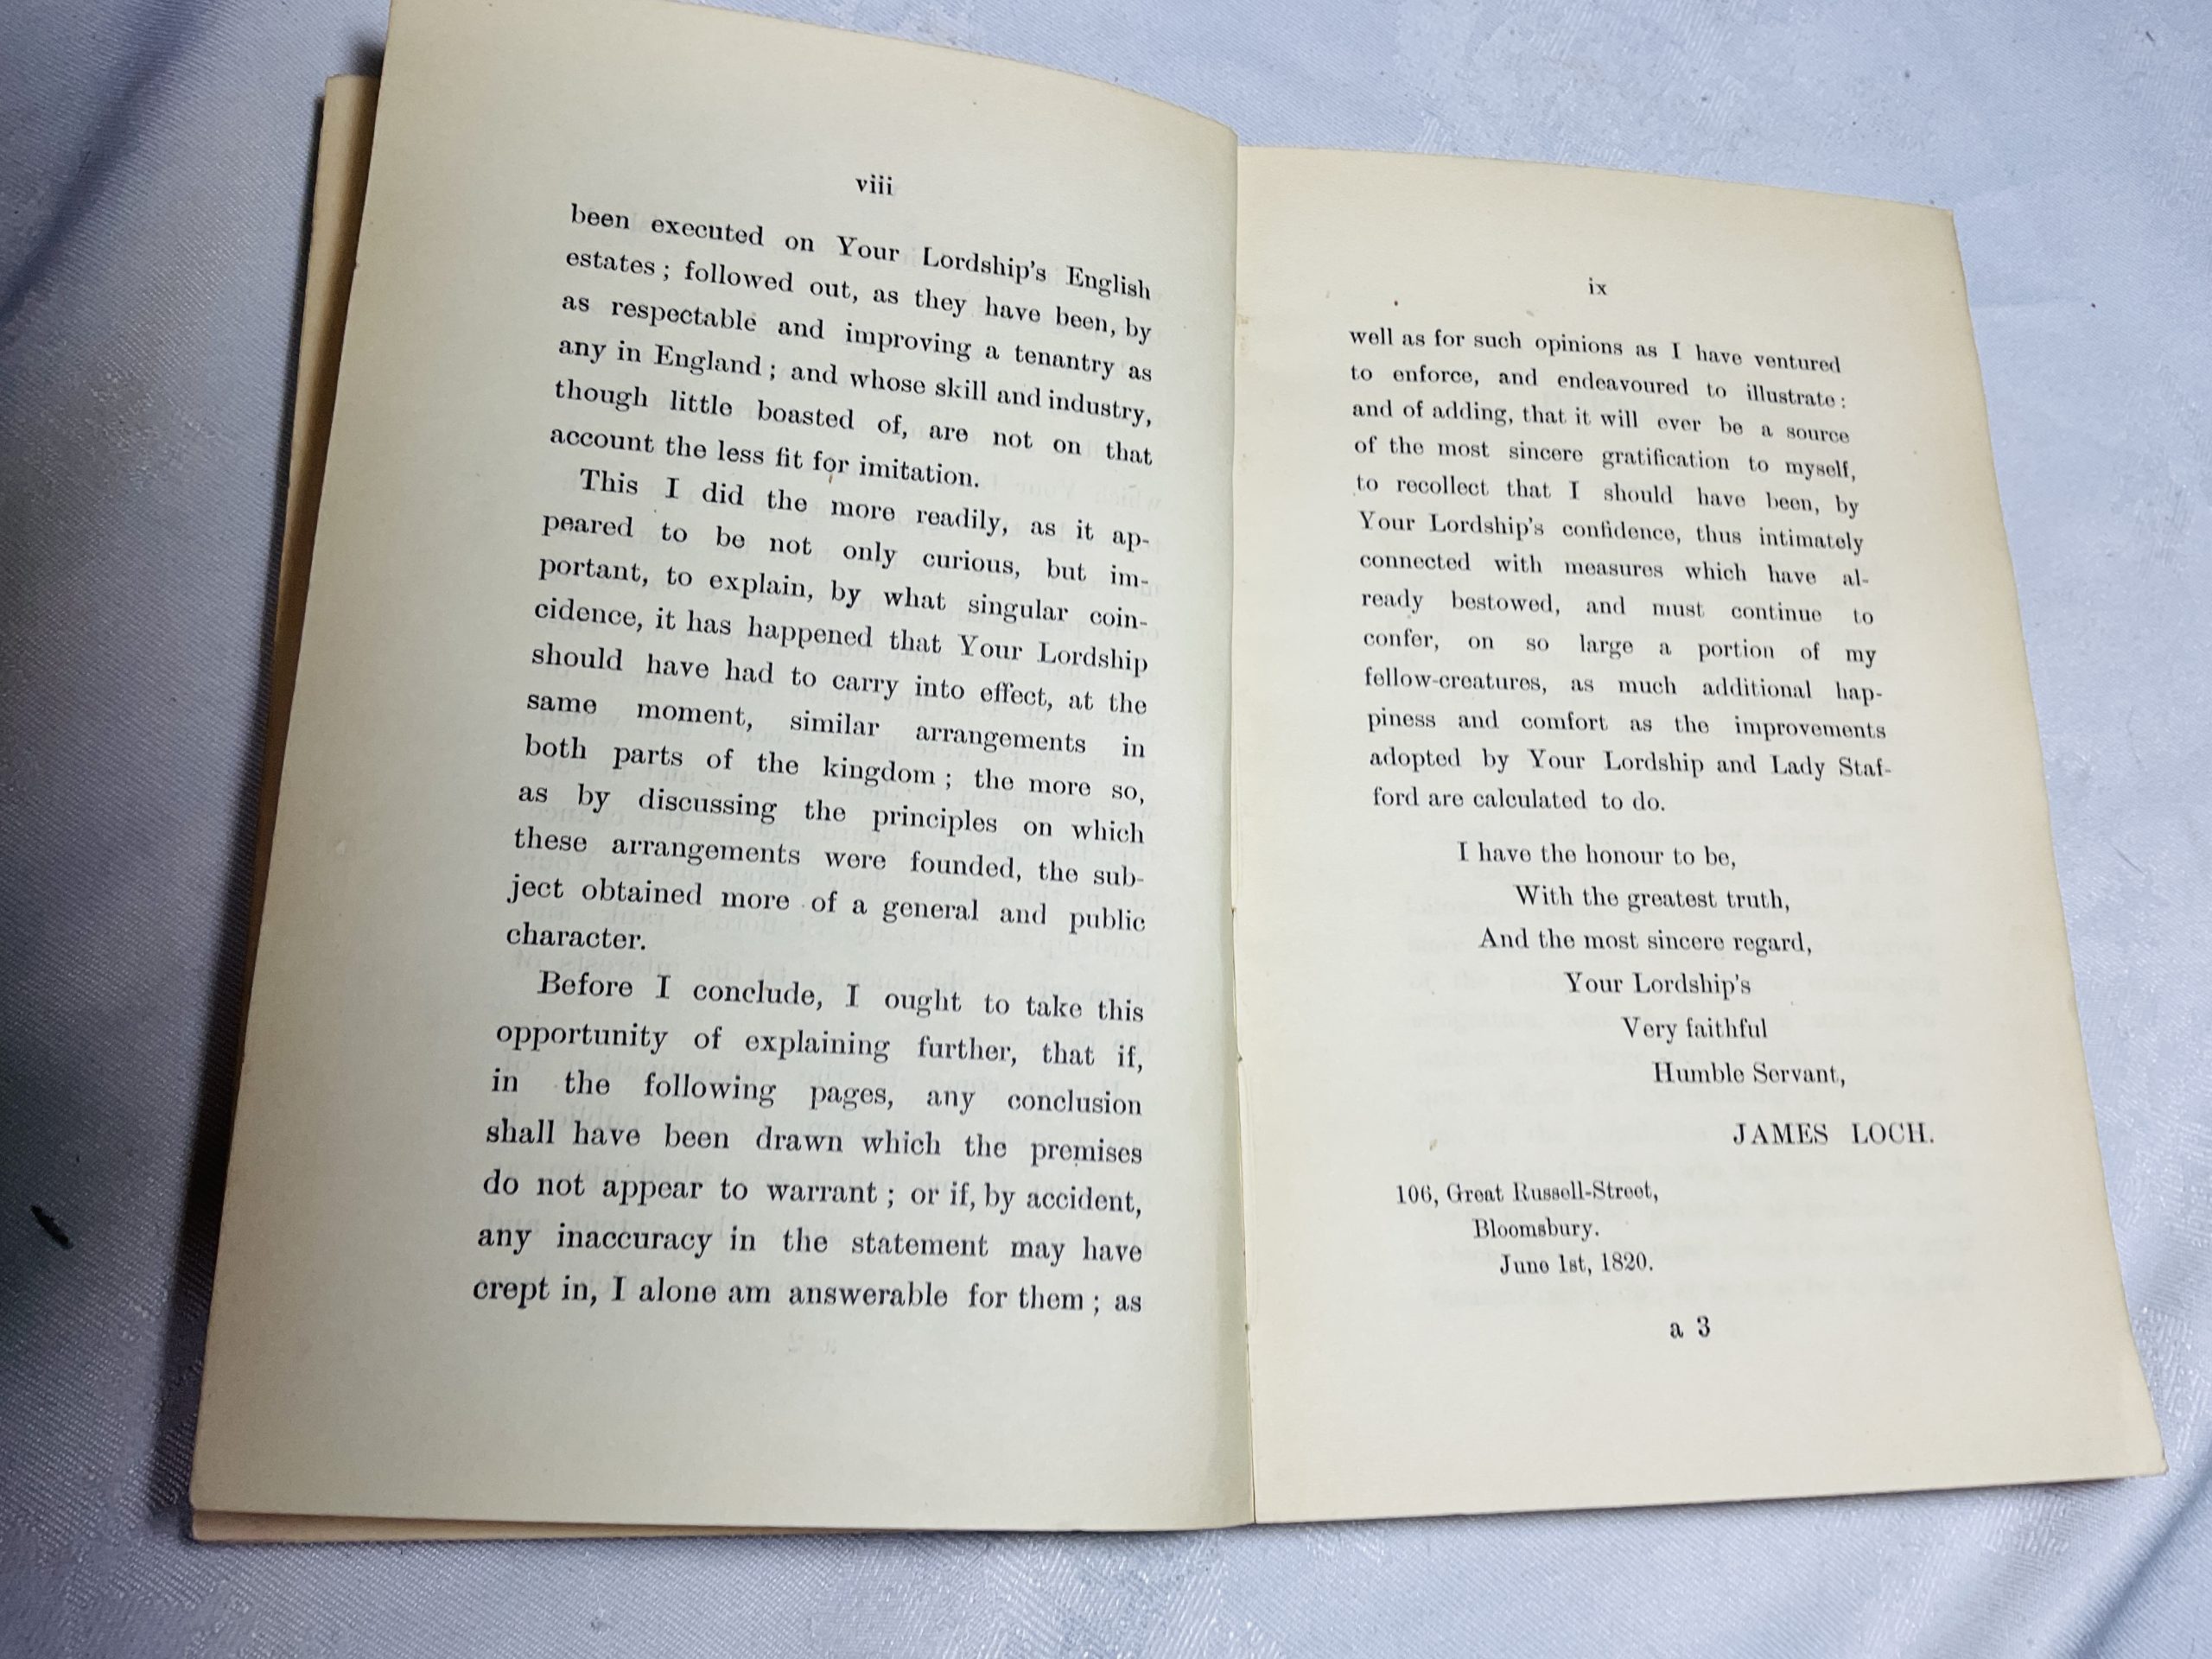 viii
been executed on Your Lordship's English
estates; followed out, as they have been, by
as respectable and improving a tenantry as
any in England; and whose skill and industry,
though little boasted of, are not on that
account the less fit for imitation.
This I did the more readily, as it ap-
peared to be not only curious, but im-
portant, to explain, by what singular coin-
cidence, it has happened that Your Lordship
should have had to carry into effect, at the
same moment, similar arrangements in
both parts of the kingdom; the more so,
as by discussing the principles on which
these arrangements were founded, the sub-
ject obtained more of a general and public
character.
Before I conclude, I ought to take this
opportunity of explaining further, that if,
in the following pages, any conclusion
shall have been drawn which the premises
do not appear to warrant; or if, by accident,
any inaccuracy in the statement may have
crept in, I alone am answerable for them; as
ix
well as for such opinions as I have ventured
to enforce, and endeavoured to illustrate:
and of adding, that it will ever be a source
of the most sincere gratification to myself,
to recollect that I should have been, by
Your Lordship's confidence, thus intimately
connected with measures which have al-
ready bestowed, and must continue to
confer, on so large a portion of my
fellow-creatures, as much additional hap-
piness and comfort as the improvements
adopted by Your Lordship and Lady Staf-
ford are calculated to do.
I have the honour to be,
With the greatest truth,
And the most sincere regard,
Your Lordship's
Very faithful
Humble Servant,
JAMES LOCH.
106, Great Russell-Street,
Bloomsbury.
June 1st, 1820.
a 3